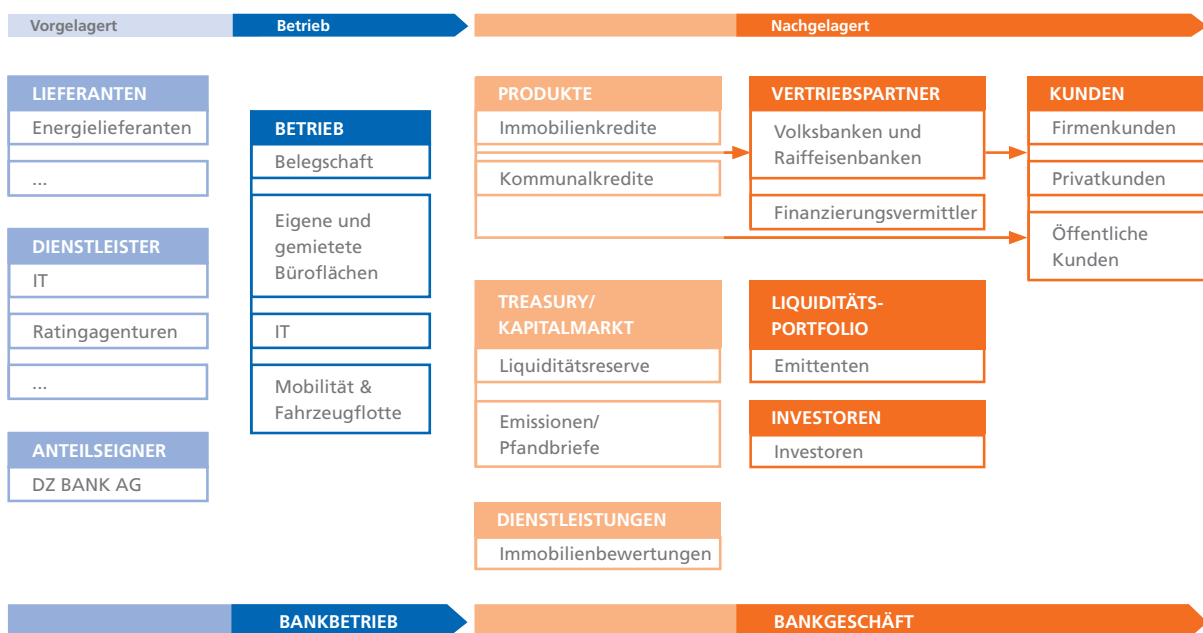 Vorgelagert
Betrieb
Nachgelagert
LIEFERANTEN
Energielieferanten
...
DIENSTLEISTER
IT
Ratingagenturen
...
ANTEILSEIGNER
DZ BANK AG
BETRIEB
Belegschaft
Eigene und
gemietete
Büroflächen
IT
Mobilität &
Fahrzeugflotte
PRODUKTE
Immobilienkredite
Kommunalkredite
TREASURY/
KAPITALMARKT
Liquiditätsreserve
Emissionen/
Pfandbriefe
DIENSTLEISTUNGEN
Immobilienbewertungen
VERTRIEBSPARTNER
Volksbanken und
Raiffeisenbanken
Finanzierungsvermittler
LIQUIDITÄTS-
PORTFOLIO
Emittenten
INVESTOREN
Investoren
KUNDEN
Firmenkunden
Privatkunden
Öffentliche
Kunden
BANKBETRIEB
BANKGESCHÄFT